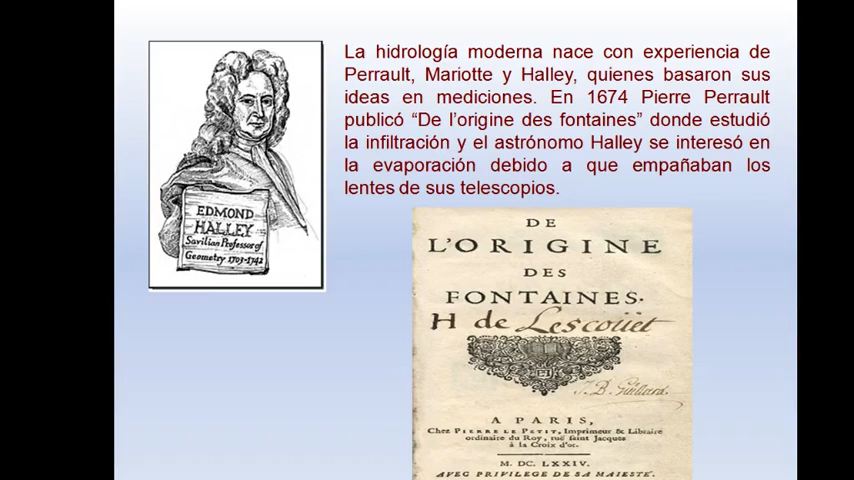 La hidrología moderna nace con experiencia de
Perrault, Mariotte y Halley, quienes basaron sus
ideas en mediciones. En 1674 Pierre Perrault
publicó “De l’origine des fontaines” donde estudió
la infiltración y el astrónomo Halley se interesó en
la evaporación debido a que empañaban los
lentes de sus telescopios.
EDMOND
HALLEY
Savilian Professor of
Geometry 1703-1742
DE
L'ORIGINE
DES
FONTAINES.
H de Lescoüet
J. B. Guillard.
A PARIS,
Chez PIERRE LE PETIT, Imprimeur & Libraire
ordinaire du Roy, ruë saint Jacques
à la Croix d'or.
M. DC. LXXIV.
AVEC PRIVILEGE DE SA MAIESTÉ.